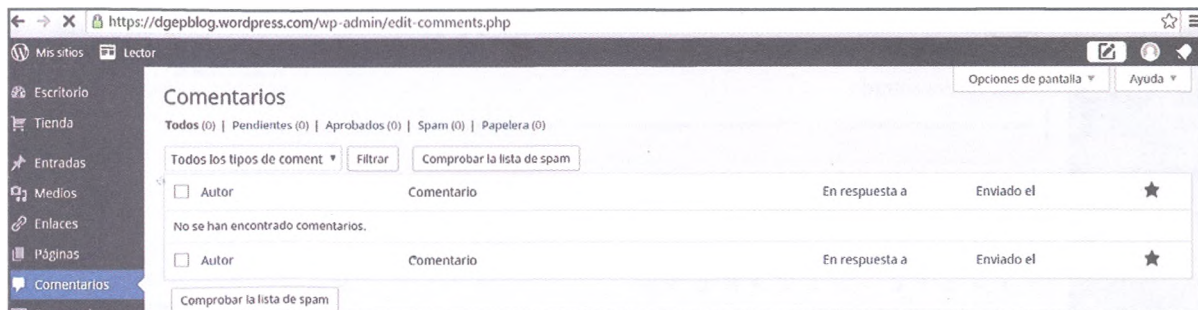 https://dgepblog.wordpress.com/wp-admin/edit-comments.php
Mis sitios Lector
Opciones de pantalla Ayuda
Escritorio
Comentarios
Tienda
Todos (0) | Pendientes (0) | Aprobados (0) | Spam (0) | Papelera (0)
Entradas
Todos los tipos de coment Filtrar Comprobar la lista de spam
Medios
Autor Comentario En respuesta a Enviado el
Enlaces
No se han encontrado comentarios.
Páginas
Autor Comentario En respuesta a Enviado el
Comentarios
Comprobar la lista de spam